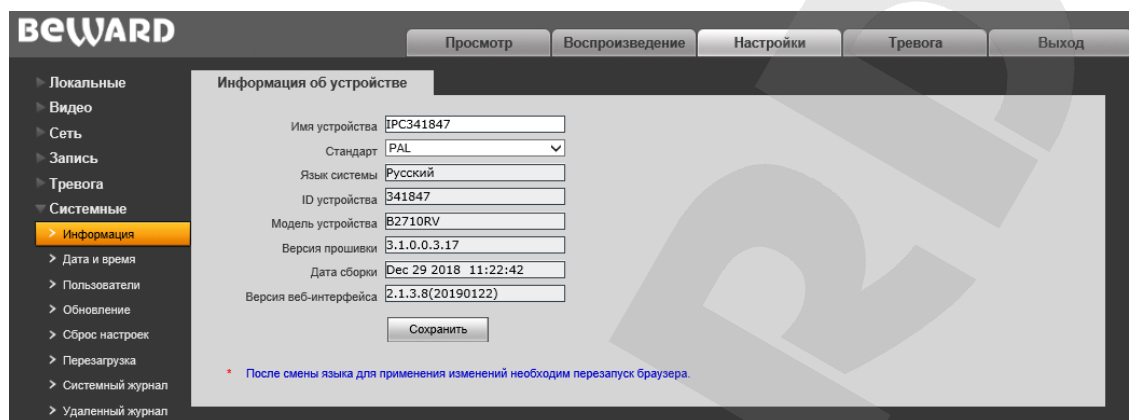 BEWARD
Просмотр
Воспроизведение
Настройки
Тревога
Выход
Локальные
Видео
Сеть
Запись
Тревога
Системные
Информация
Дата и время
Пользователи
Обновление
Сброс настроек
Перезагрузка
Системный журнал
Удаленный журнал
Информация об устройстве
Имя устройства IPC341847
Стандарт PAL
Язык системы Русский
ID устройства 341847
Модель устройства B2710RV
Версия прошивки 3.1.0.0.3.17
Дата сборки Dec 29 2018 11:22:42
Версия веб-интерфейса 2.1.3.8(20190122)
Сохранить
* После смены языка для применения изменений необходим перезапуск браузера.